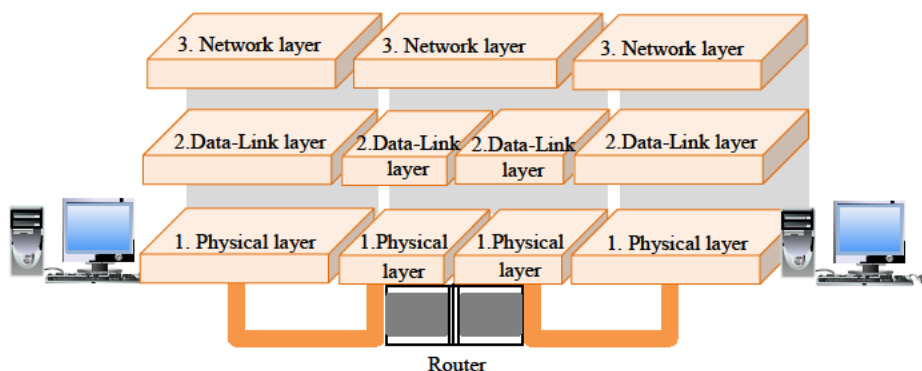 3. Network layer
3. Network layer
3. Network layer
2.Data-Link layer
2.Data-Link
layer
2.Data-Link
layer
2.Data-Link layer
1. Physical layer
1.Physical
layer
1.Physical
layer
1. Physical layer
Router